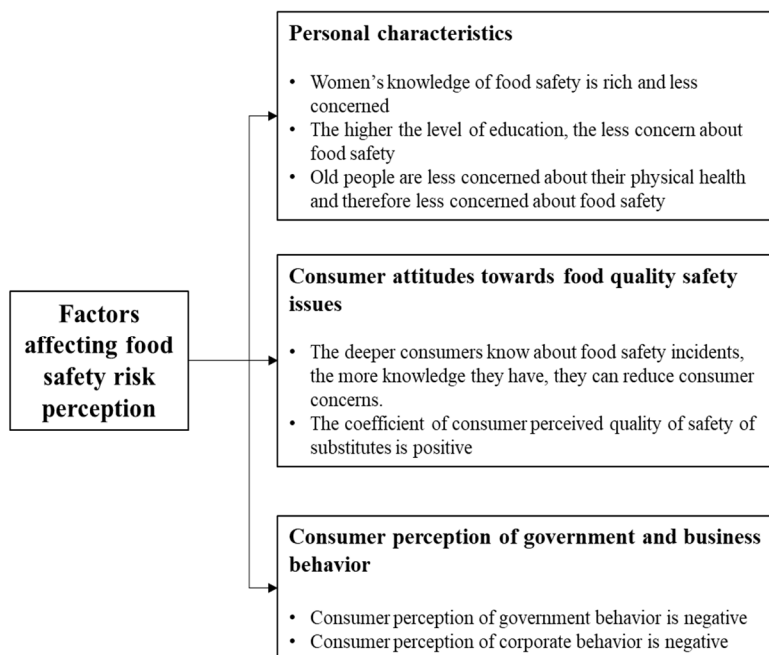 Personal characteristics
• Women's knowledge of food safety is rich and less
concerned
• The higher the level of education, the less concern about
food safety
• Old people are less concerned about their physical health
and therefore less concerned about food safety
Factors
affecting food
safety risk
perception
Consumer attitudes towards food quality safety
issues
• The deeper consumers know about food safety incidents,
the more knowledge they have, they can reduce consumer
concerns.
• The coefficient of consumer perceived quality of safety of
substitutes is positive
Consumer perception of government and business
behavior
• Consumer perception of government behavior is negative
• Consumer perception of corporate behavior is negative